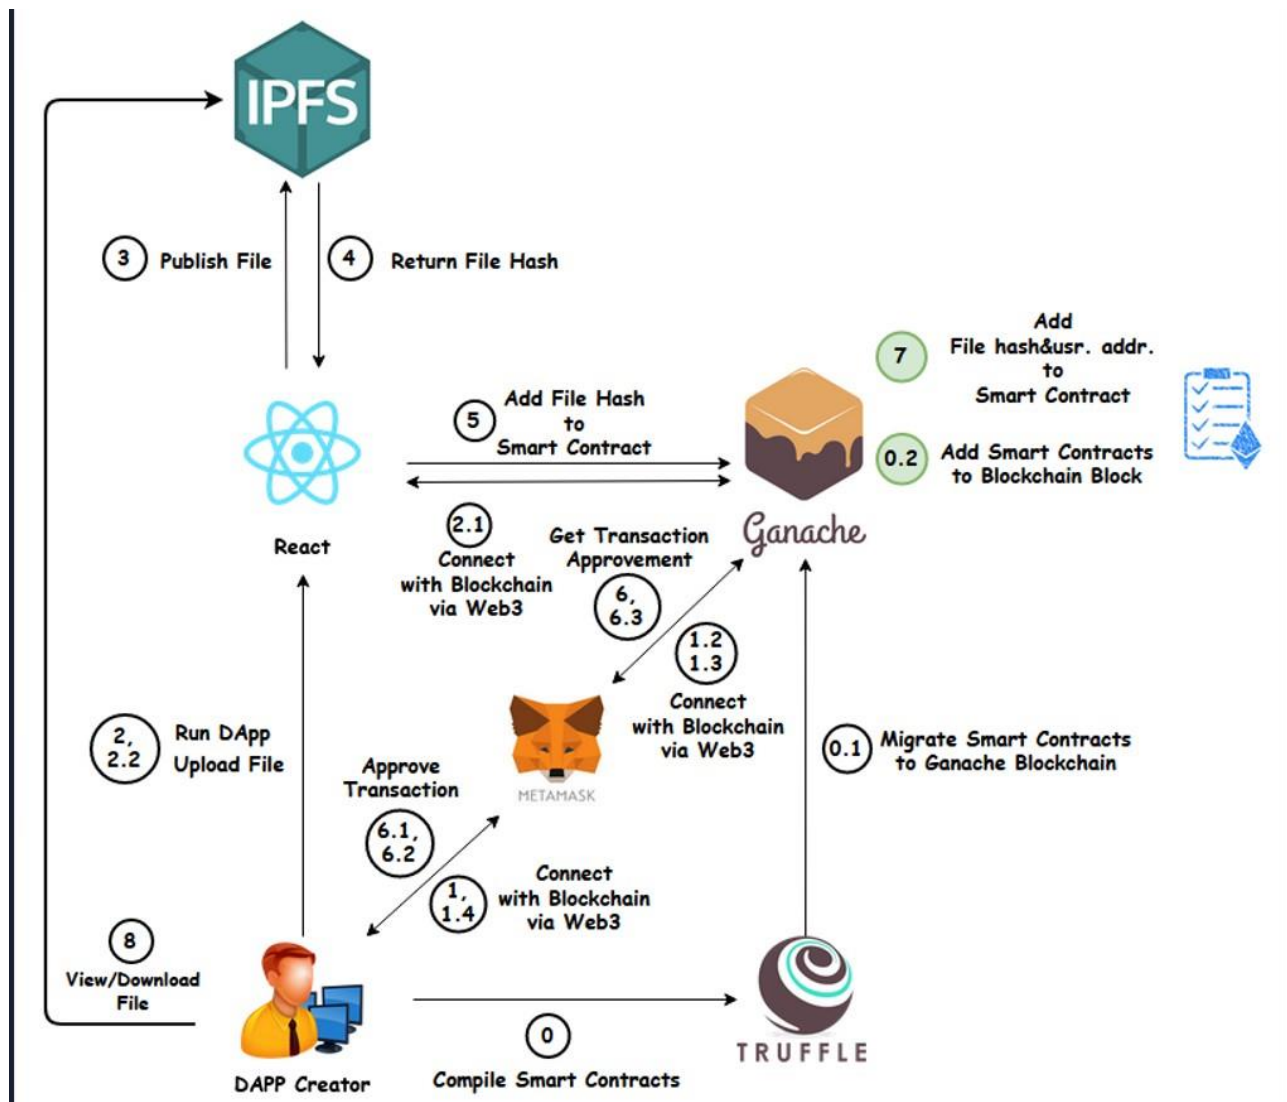 IPFS
3
Publish File
4
Return File Hash
7
Add
File hash&usr. addr.
to
Smart Contract
5
Add File Hash
to
Smart Contract
0.2
Add Smart Contracts
to Blockchain Block
React
Ganache
2.1
Connect
with Blockchain
via Web3
Get Transaction
Approvement
6,
6.3
1.2
1.3
Connect
with Blockchain
via Web3
2,
2.2
Run DApp
Upload File
METAMASK
0.1
Migrate Smart Contracts
to Ganache Blockchain
Approve
Transaction
6.1,
6.2
1,
1.4
Connect
with Blockchain
via Web3
8
View/Download
File
DAPP Creator
0
Compile Smart Contracts
TRUFFLE